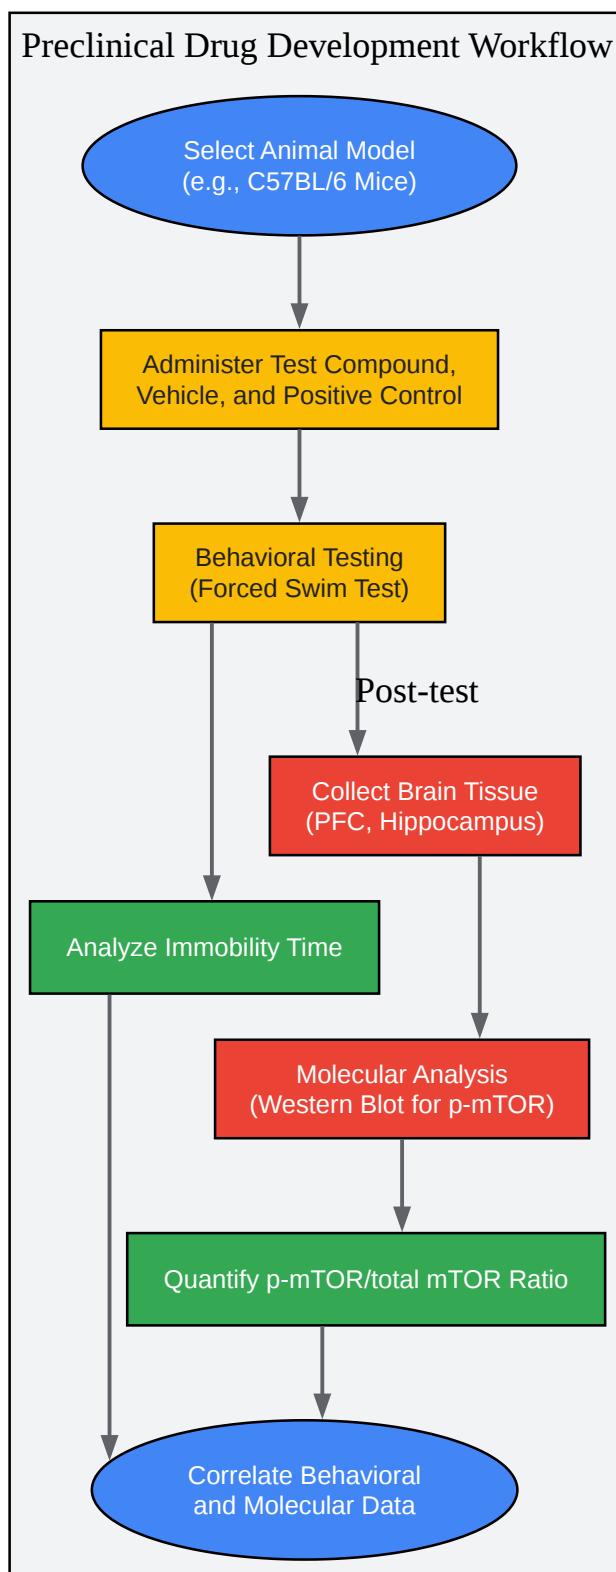 Preclinical Drug Development Workflow
Select Animal Model
(e.g., C57BL/6 Mice)
Administer Test Compound,
Vehicle, and Positive Control
Behavioral Testing
(Forced Swim Test)
Post-test
Collect Brain Tissue
(PFC, Hippocampus)
Analyze Immobility Time
Molecular Analysis
(Western Blot for p-mTOR)
Quantify p-mTOR/total mTOR Ratio
Correlate Behavioral
and Molecular Data